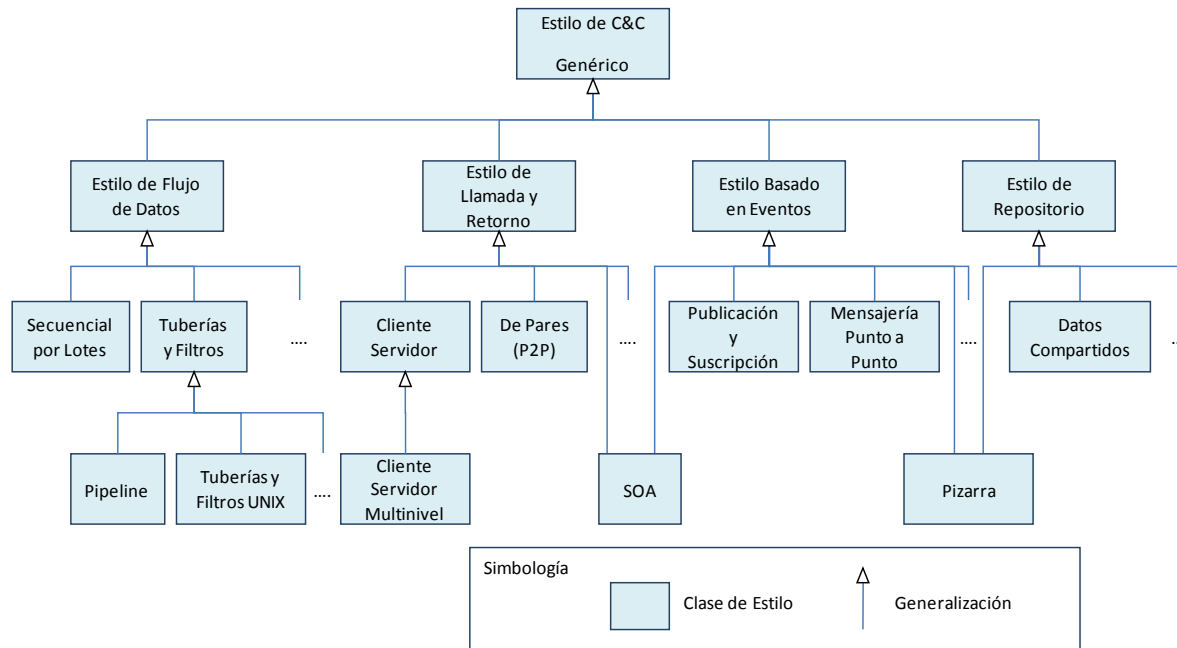 Estilo de C&C
Genérico
Estilo de Flujo
de Datos
Estilo de
Llamada y
Retorno
Estilo Basado
en Eventos
Estilo de
Repositorio
Secuencial
por Lotes
Tuberías
y Filtros
....
Cliente
Servidor
De Pares
(P2P)
....
Publicación
y
Suscripción
Mensajería
Punto a
Punto
....
Datos
Compartidos
...
Pipeline
Tuberías y
Filtros UNIX
....
Cliente
Servidor
Multinivel
SOA
Pizarra
Simbología
Clase de Estilo
Generalización